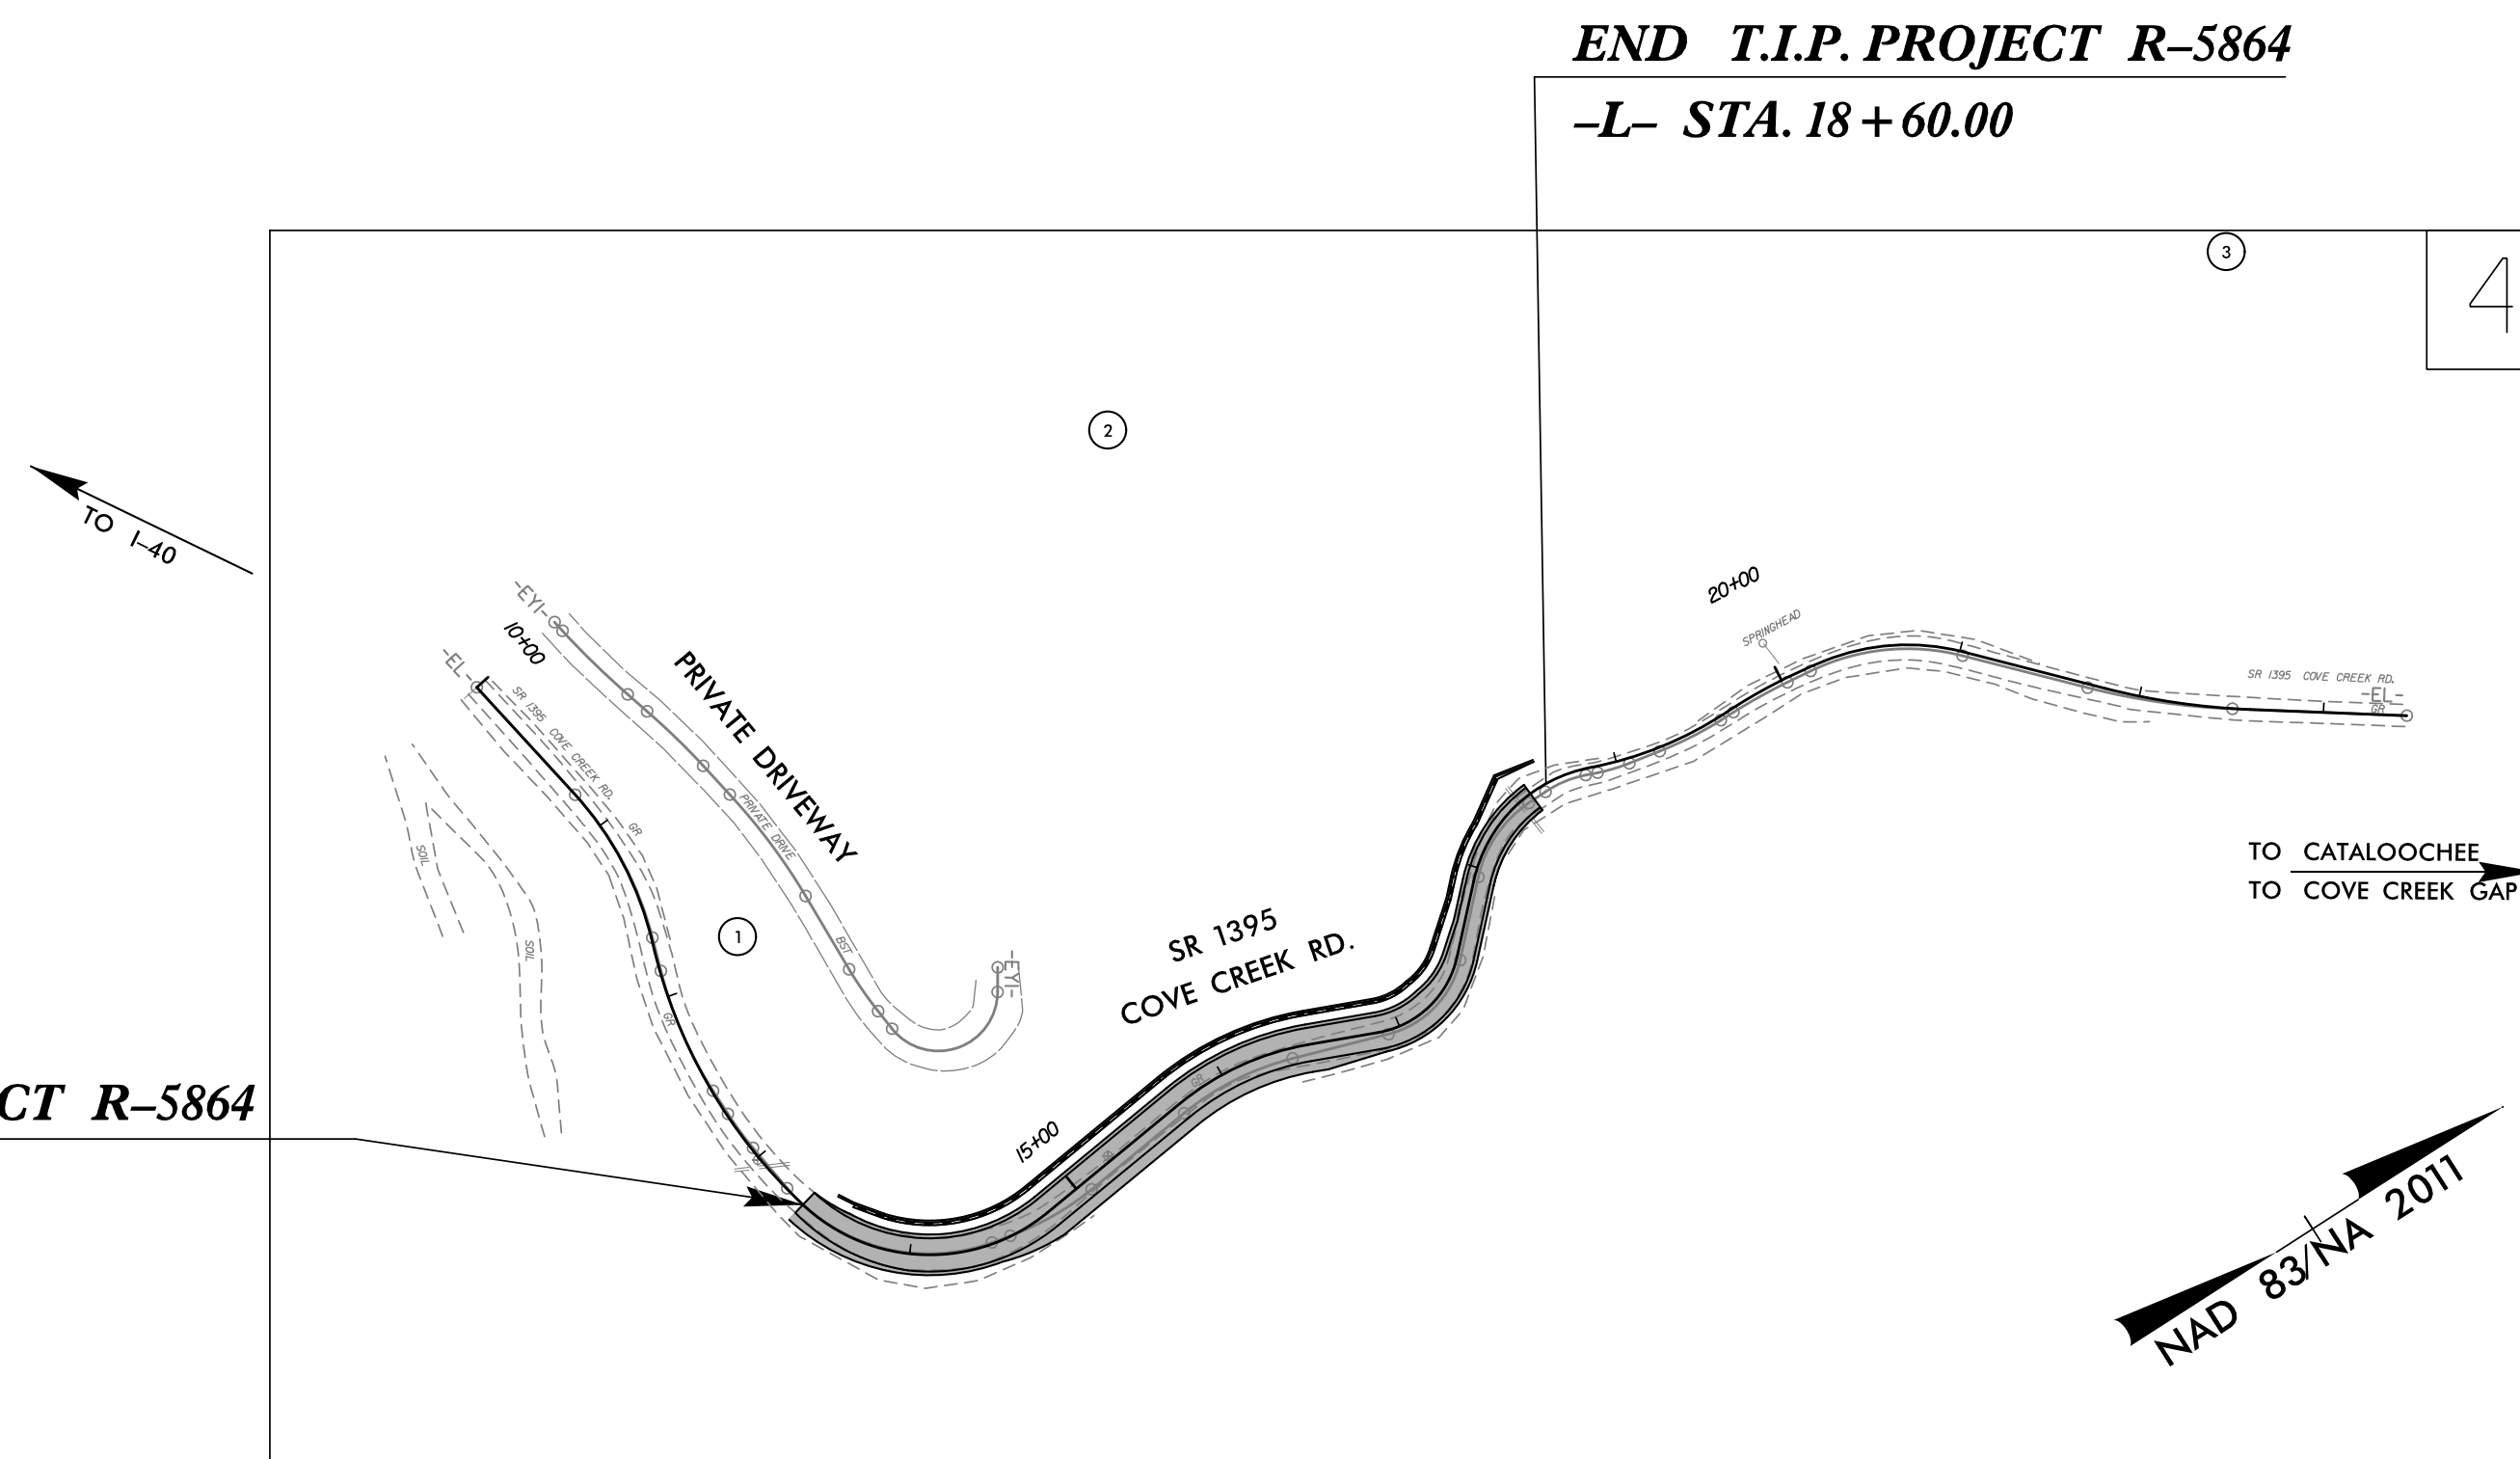 END T.I.P. PROJECT R–5864
–L– STA. 18+60.00
3
4
2
TO I–40
20+00
SPRINGHEAD
-EYI-
10+00
-EL-
SR 1395 COVE CREEK RD.
GR
PRIVATE DRIVEWAY
PRIVATE DRIVE
BST
-EYI-
SOIL
SOIL
1
GR
SR 1395 COVE CREEK RD.
-EL-
GR
TO CATALOOCHEE
TO COVE CREEK GAP
SR 1395
COVE CREEK RD.
GR
15+00
CT R–5864
NAD 83/NA 2011